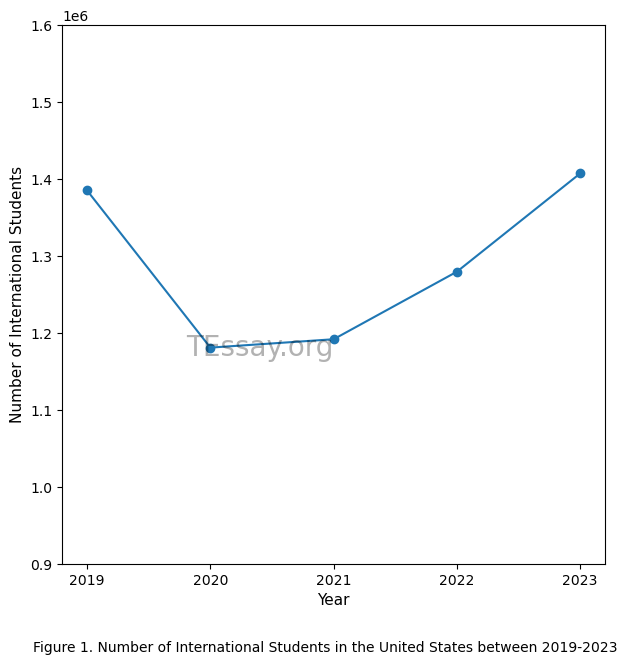 1e6
1.6
1.5
1.4
1.3
1.2
1.1
1.0
0.9
Number of International Students
TEssay.org
2019 2020 2021 2022 2023
Year
Figure 1. Number of International Students in the United States between 2019-2023